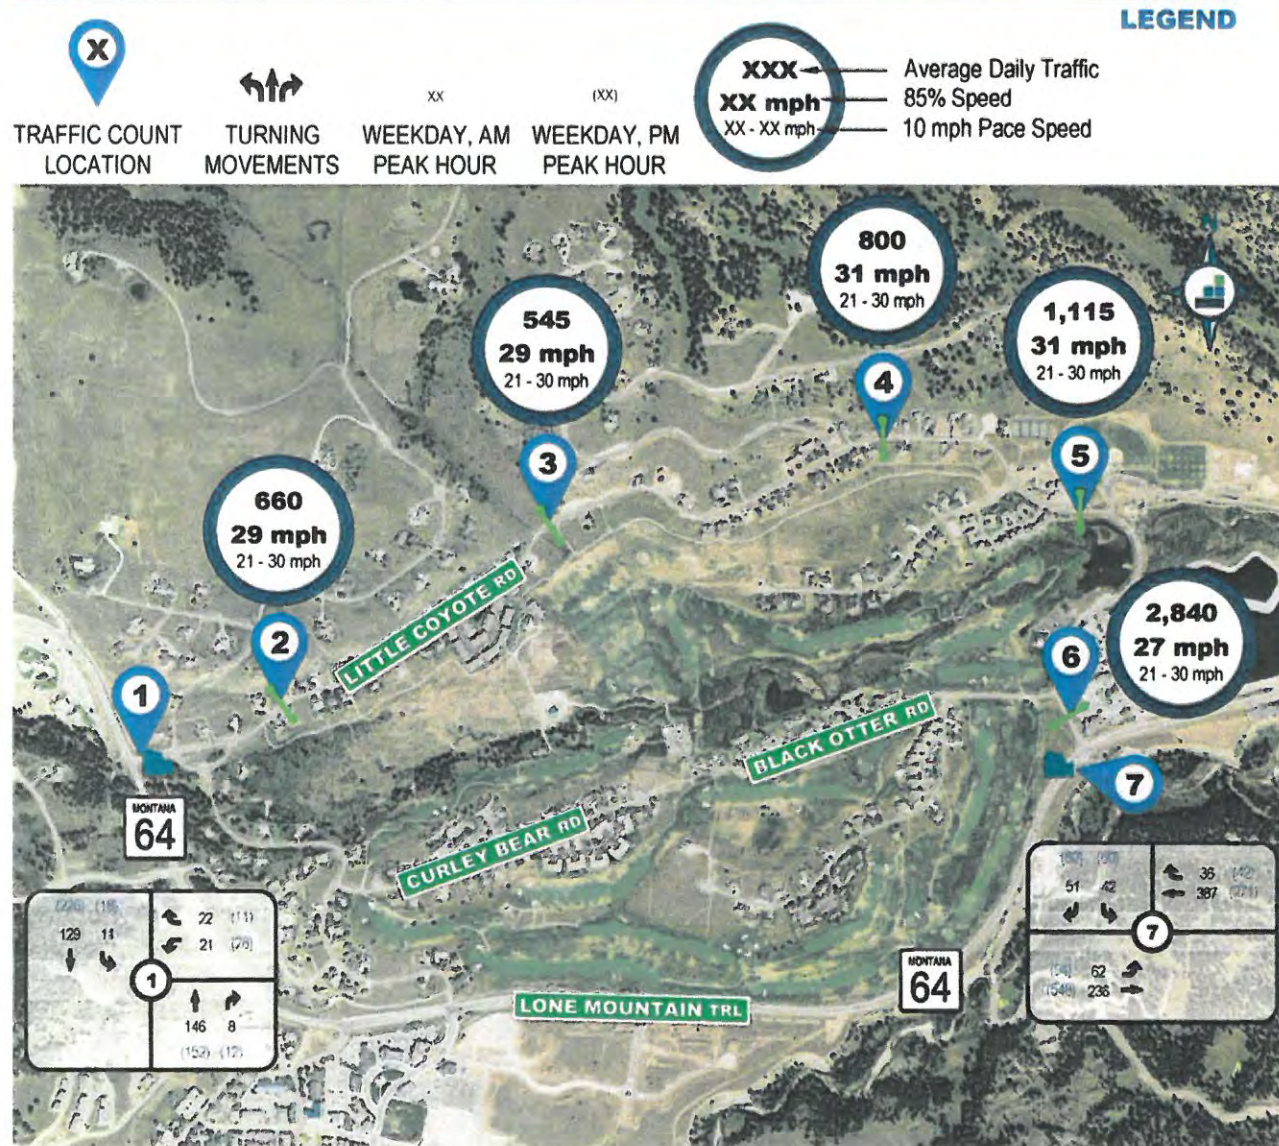 LEGEND
X
TRAFFIC COUNT
LOCATION
TURNING
MOVEMENTS
XX
WEEKDAY, AM
PEAK HOUR
(XX)
WEEKDAY, PM
PEAK HOUR
XXX
XX mph
XX - XX mph
Average Daily Traffic
85% Speed
10 mph Pace Speed
800
31 mph
21 - 30 mph
N
545
29 mph
21 - 30 mph
1,115
31 mph
21 - 30 mph
4
3
5
660
29 mph
21 - 30 mph
LITTLE COYOTE RD
2
2,840
27 mph
21 - 30 mph
6
1
BLACK OTTER RD
7
MONTANA
64
CURLEY BEAR RD
129 11
22 (11)
21
1
146 8
(152) (12)
51 42
36 (42)
387
7
62
236
MONTANA
64
LONE MOUNTAIN TRL